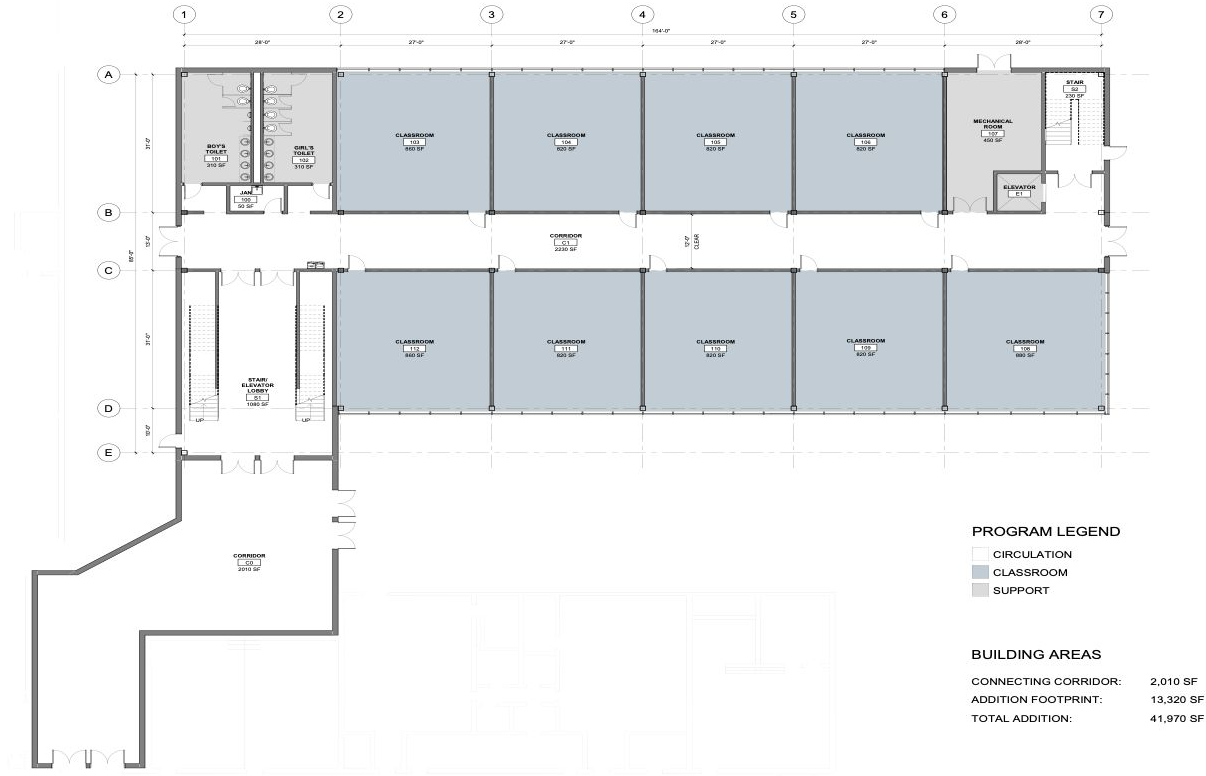 1 2 3 4 5 6 7
164'-0"
28'-0" 27'-0" 27'-0" 27'-0" 27'-0" 28'-0"
A
B
C
D
E
31'-0"
13'-0"
31'-0"
10'-0"
85'-0"
BOY'S
TOILET
101
310 SF
GIRL'S
TOILET
102
310 SF
JAN
100
50 SF
CLASSROOM
103
860 SF
CLASSROOM
104
820 SF
CLASSROOM
105
820 SF
CLASSROOM
106
820 SF
MECHANICAL
ROOM
107
450 SF
STAIR
S2
230 SF
ELEVATOR
E1
CORRIDOR
C1
2230 SF
12'-0"
CLEAR
STAIR/
ELEVATOR
LOBBY
S1
1080 SF
UP
UP
CLASSROOM
112
860 SF
CLASSROOM
111
820 SF
CLASSROOM
110
820 SF
CLASSROOM
109
820 SF
CLASSROOM
108
880 SF
CORRIDOR
C0
2010 SF
PROGRAM LEGEND
CIRCULATION
CLASSROOM
SUPPORT
BUILDING AREAS
CONNECTING CORRIDOR: 2,010 SF
ADDITION FOOTPRINT: 13,320 SF
TOTAL ADDITION: 41,970 SF